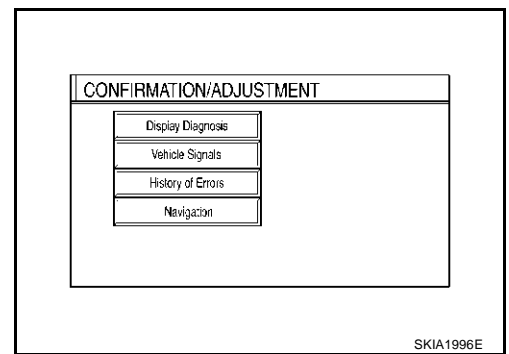 CONFIRMATION/ADJUSTMENT
Display Diagnosis
Vehicle Signals
History of Errors
Navigation
SKIA1996E